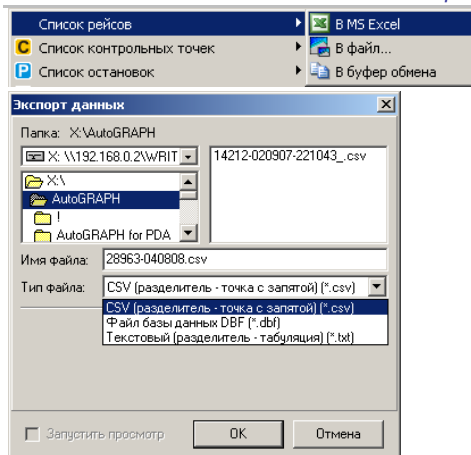 Список рейсов
В MS Excel
С Список контрольных точек
В файл...
P Список остановок
В буфер обмена
Экспорт данных
Папка: X:\AutoGRAPH
X: \\192.168.0.2\WRIT
14212-020907-221043_.csv
X:\
AutoGRAPH
!
AutoGRAPH for PDA
Имя файла: 28963-040808.csv
Тип файла: CSV (разделитель - точка с запятой) (*.csv)
CSV (разделитель - точка с запятой) (*.csv)
Файл базы данных DBF (*.dbf)
Текстовый (разделитель - табуляция) (*.txt)
Запустить просмотр
OK
Отмена